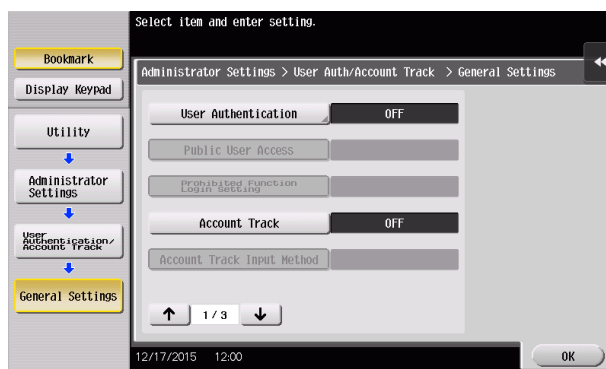 Select item and enter setting.
Bookmark
Display Keypad
Utility
Administrator
Settings
User
Authentication/
Account Track
General Settings
Administrator Settings > User Auth/Account Track > General Settings
User Authentication OFF
Public User Access
Prohibited Function
Login Setting
Account Track OFF
Account Track Input Method
↑ 1/3 ↓
12/17/2015 12:00
OK